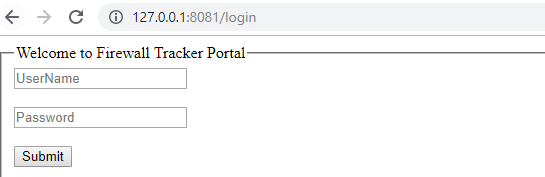 127.0.0.1:8081/login
Welcome to Firewall Tracker Portal
UserName
Password
Submit